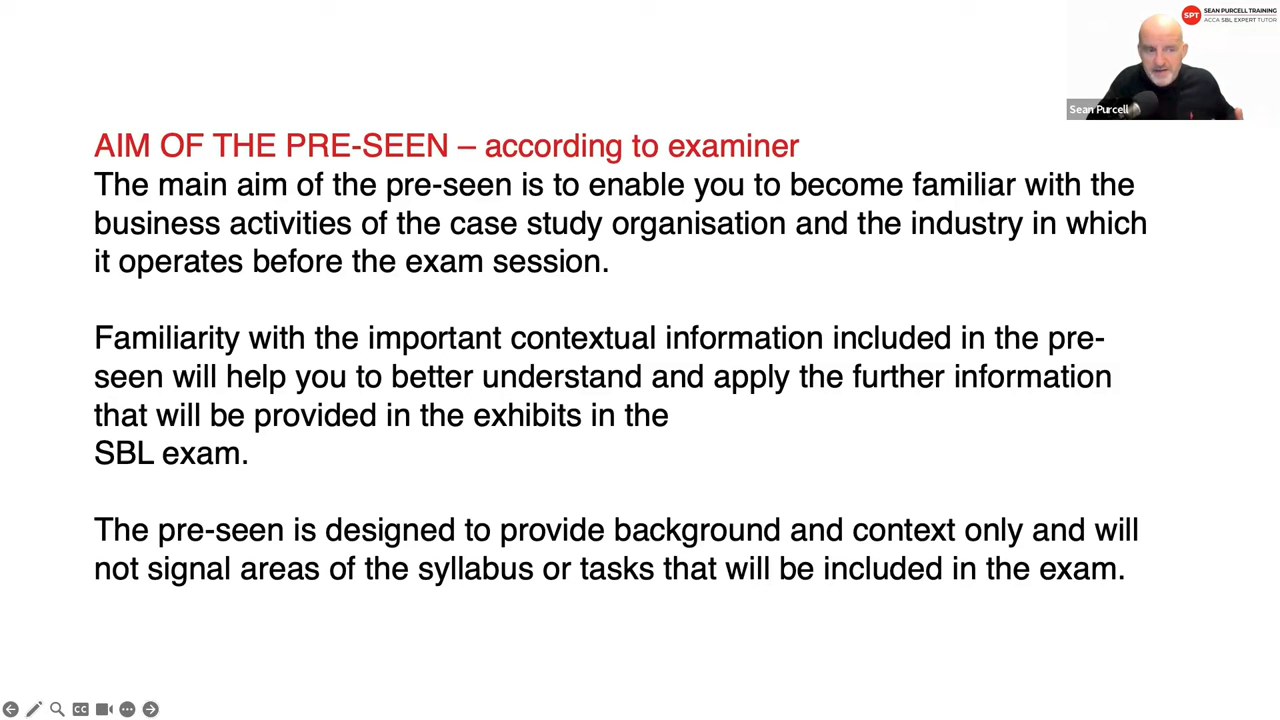 SPT
SEAN PURCELL TRAINING
ACCA SBL EXPERT TUTOR
Sean Purcell
AIM OF THE PRE-SEEN – according to examiner
The main aim of the pre-seen is to enable you to become familiar with the
business activities of the case study organisation and the industry in which
it operates before the exam session.
Familiarity with the important contextual information included in the pre-
seen will help you to better understand and apply the further information
that will be provided in the exhibits in the
SBL exam.
The pre-seen is designed to provide background and context only and will
not signal areas of the syllabus or tasks that will be included in the exam.
CC